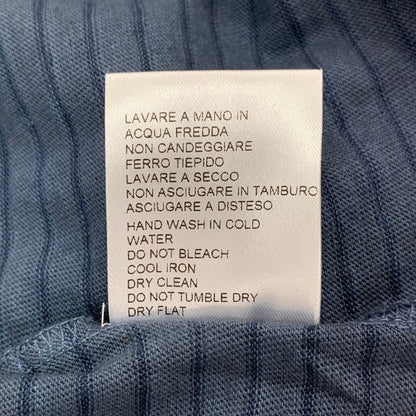 LAVARE A MANO IN
ACQUA FREDDA
NON CANDEGGIARE
FERRO TIEPIDO
LAVARE A SECCO
NON ASCIUGARE IN TAMBURO
ASCIUGARE A DISTESO
HAND WASH IN COLD
WATER
DO NOT BLEACH
COOL IRON
DRY CLEAN
DO NOT TUMBLE DRY
DRY FLAT